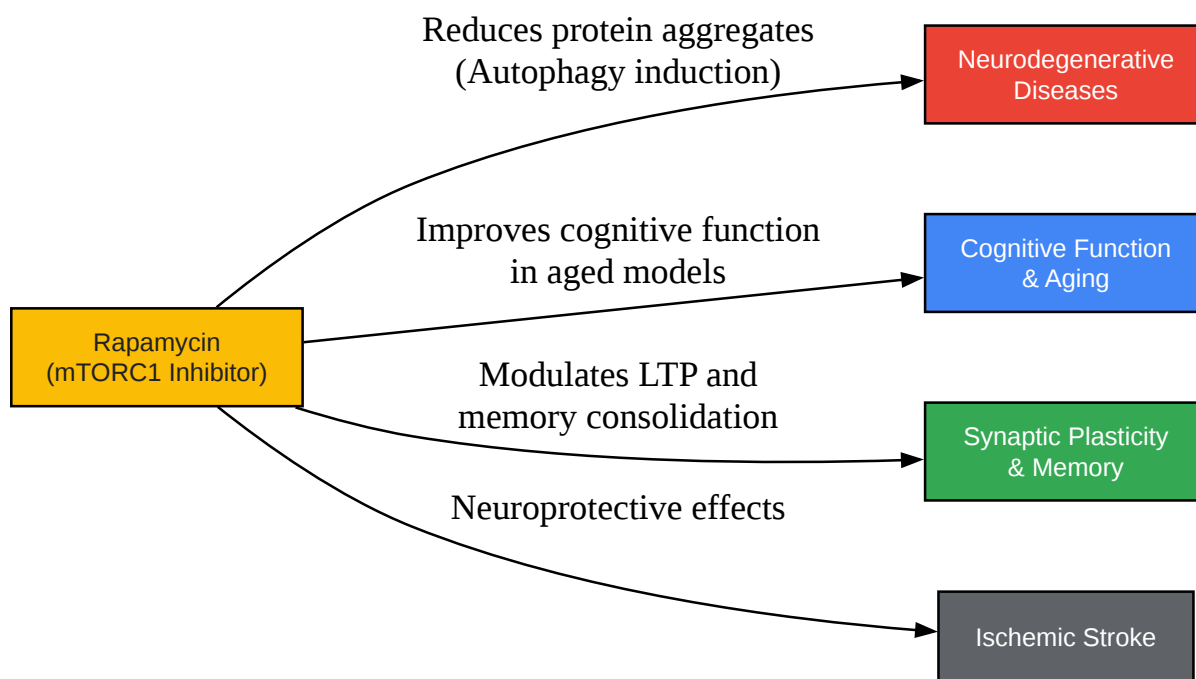 Reduces protein aggregates
(Autophagy induction)
Neurodegenerative
Diseases
Improves cognitive function
in aged models
Cognitive Function
& Aging
Rapamycin
(mTORC1 Inhibitor)
Modulates LTP and
memory consolidation
Synaptic Plasticity
& Memory
Neuroprotective effects
Ischemic Stroke